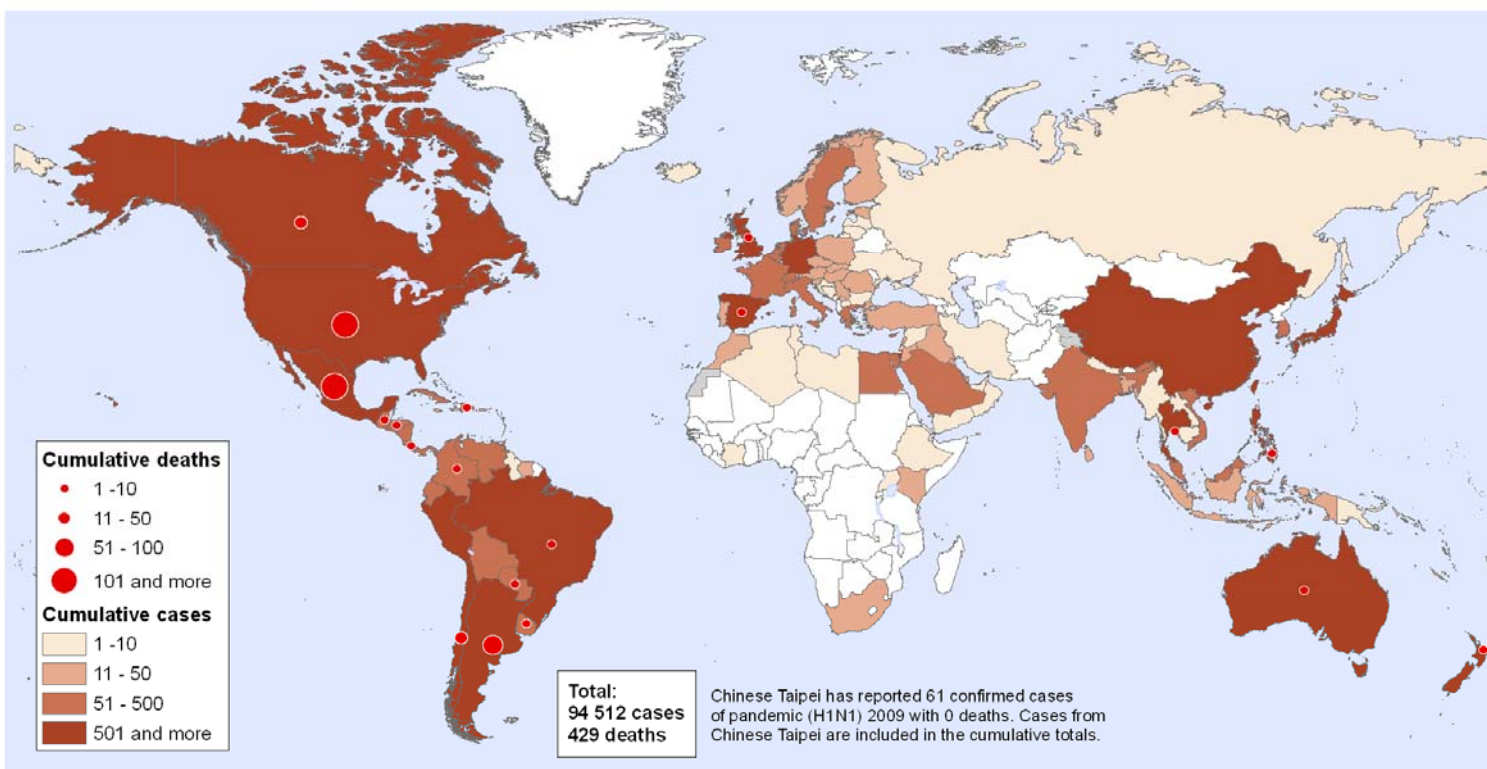 Cumulative deaths
1 -10
11 - 50
51 - 100
101 and more
Cumulative cases
1 -10
11 - 50
51 - 500
501 and more
Total:
94 512 cases
429 deaths
Chinese Taipei has reported 61 confirmed cases
of pandemic (H1N1) 2009 with 0 deaths. Cases from
Chinese Taipei are included in the cumulative totals.